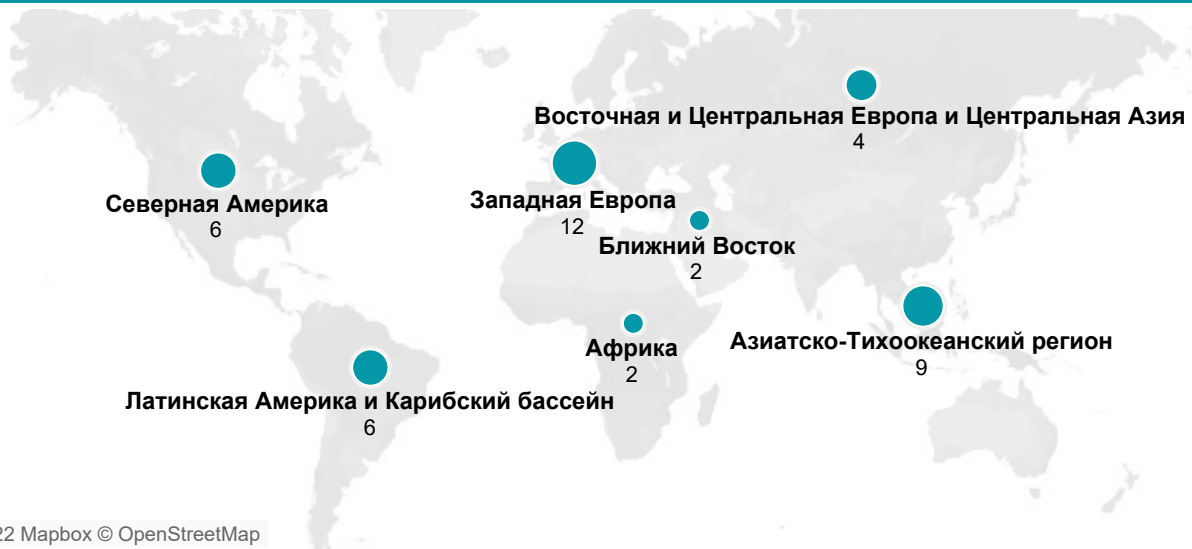 Восточная и Центральная Европа и Центральная Азия
4
Северная Америка
6
Западная Европа
12
Ближний Восток
2
Африка
2
Азиатско-Тихоокеанский регион
9
Латинская Америка и Карибский бассейн
6
22 Mapbox © OpenStreetMap